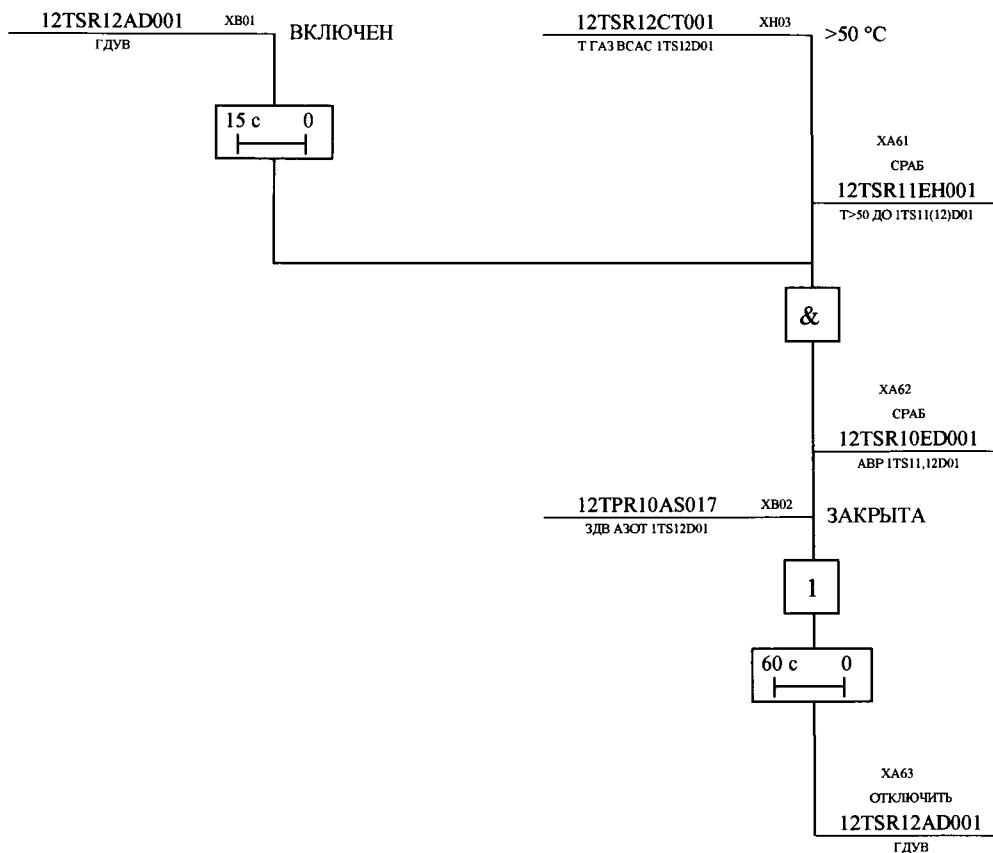 12TSR12AD001 XB01 ВКЛЮЧЕН
ГДУВ
12TSR12CT001 XH03 >50 °С
Т ГАЗ ВСАС 1TS12D01
15 с 0
XA61
СРАБ
12TSR11EH001
Т>50 ДО 1TS11(12)D01
&
XA62
СРАБ
12TSR10ED001
АВР 1TS11,12D01
12TPR10AS017 XB02 ЗАКРЫТА
ЗДВ АЗОТ 1TS12D01
1
60 с 0
XA63
ОТКЛЮЧИТЬ
12TSR12AD001
ГДУВ